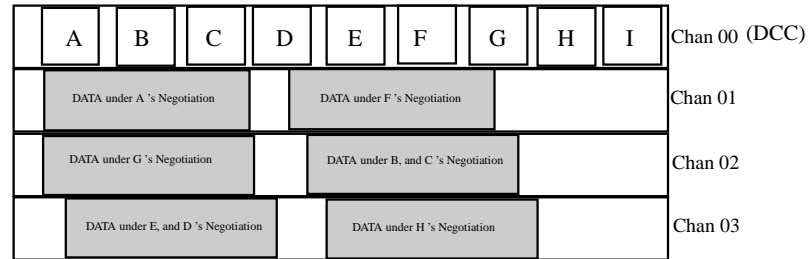 A B C D E F G H I Chan 00 (DCC)
DATA under A 's Negotiation DATA under F 's Negotiation Chan 01
DATA under G 's Negotiation DATA under B, and C 's Negotiation Chan 02
DATA under E, and D 's Negotiation DATA under H 's Negotiation Chan 03